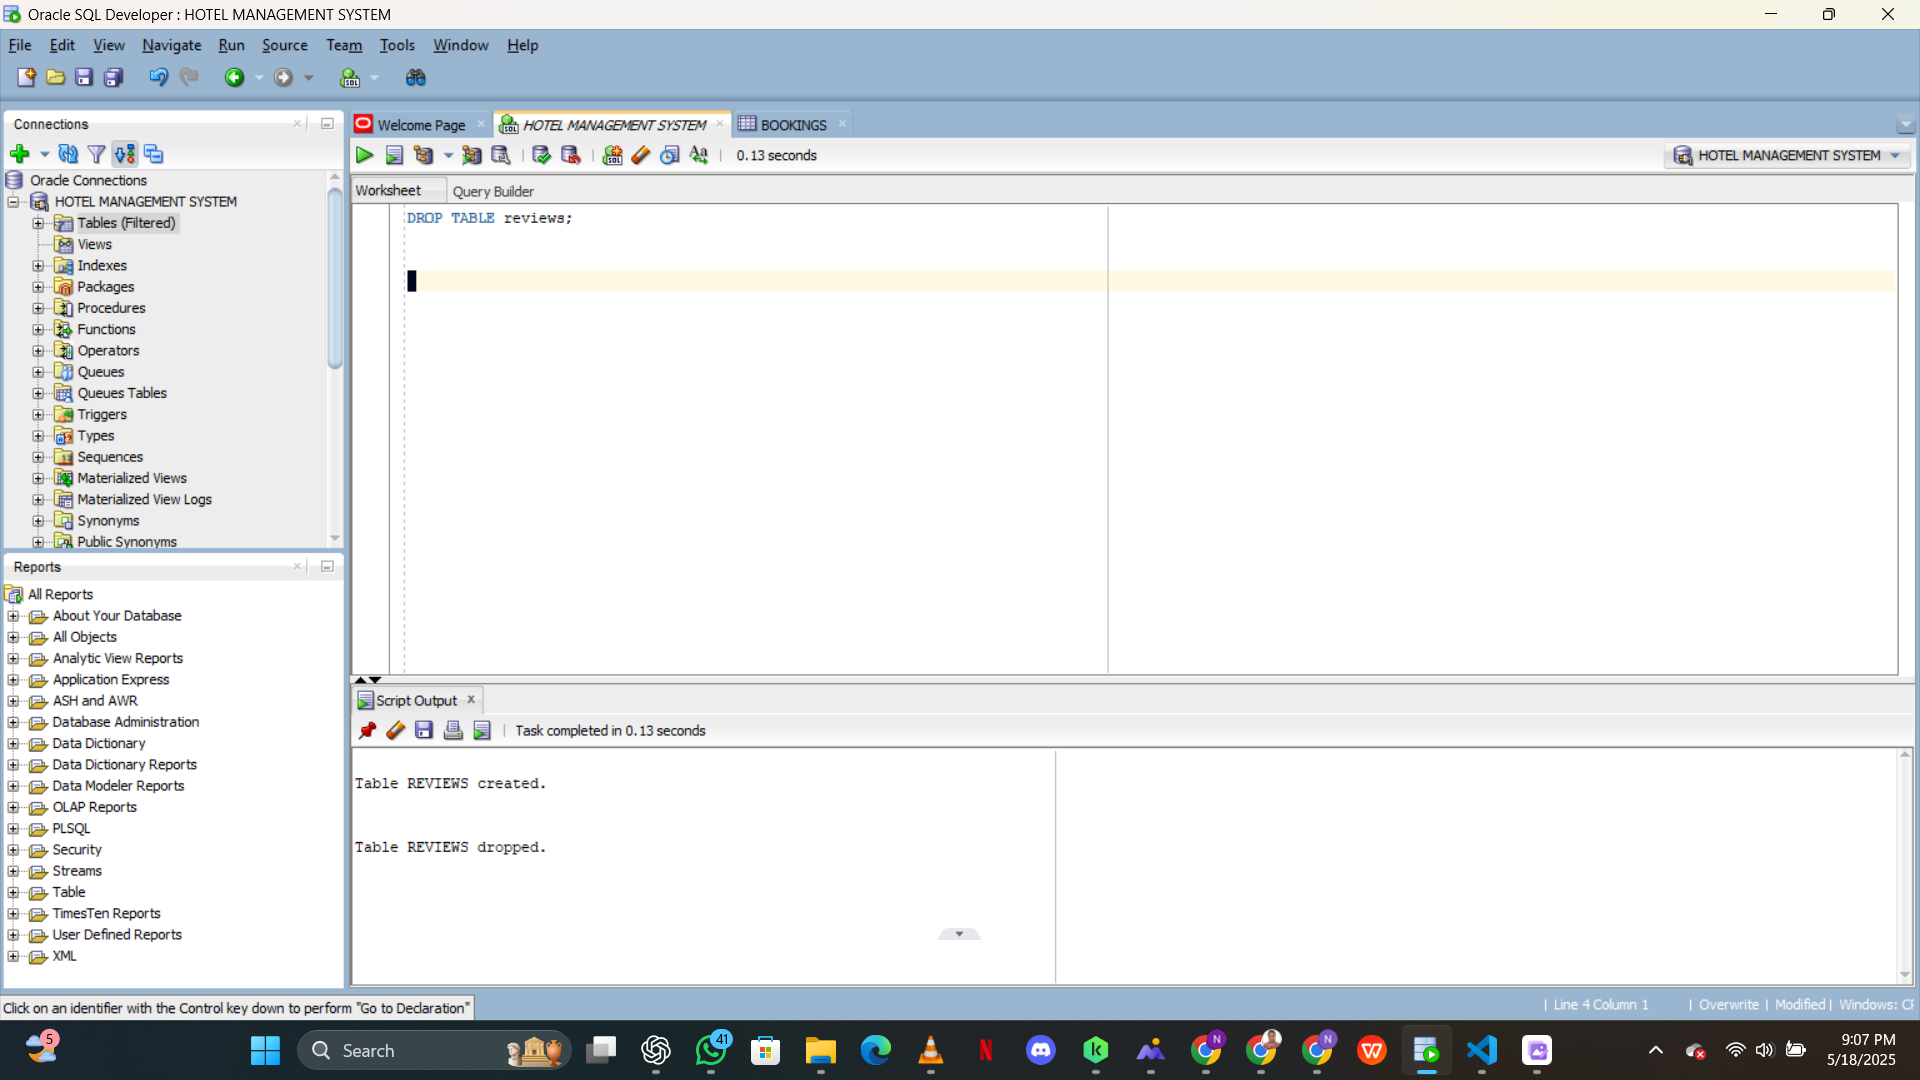 Oracle SQL Developer : HOTEL MANAGEMENT SYSTEM
File Edit View Navigate Run Source Team Tools Window Help
SQL
Connections
Oracle Connections
HOTEL MANAGEMENT SYSTEM
Tables (Filtered)
Views
Indexes
Packages
Procedures
Functions
Operators
Queues
Queues Tables
Triggers
Types
Sequences
Materialized Views
Materialized View Logs
Synonyms
Public Synonyms
Reports
All Reports
About Your Database
All Objects
Analytic View Reports
Application Express
ASH and AWR
Database Administration
Data Dictionary
Data Dictionary Reports
Data Modeler Reports
OLAP Reports
PLSQL
Security
Streams
Table
TimesTen Reports
User Defined Reports
XML
Welcome Page
HOTEL MANAGEMENT SYSTEM
BOOKINGS
0.13 seconds
HOTEL MANAGEMENT SYSTEM
Worksheet Query Builder
DROP TABLE reviews;
Script Output
Task completed in 0.13 seconds
Table REVIEWS created.
Table REVIEWS dropped.
Click on an identifier with the Control key down to perform "Go to Declaration"
| Line 4 Column 1 | Overwrite | Modified | Windows: CF
5
Search
41
9:07 PM
5/18/2025